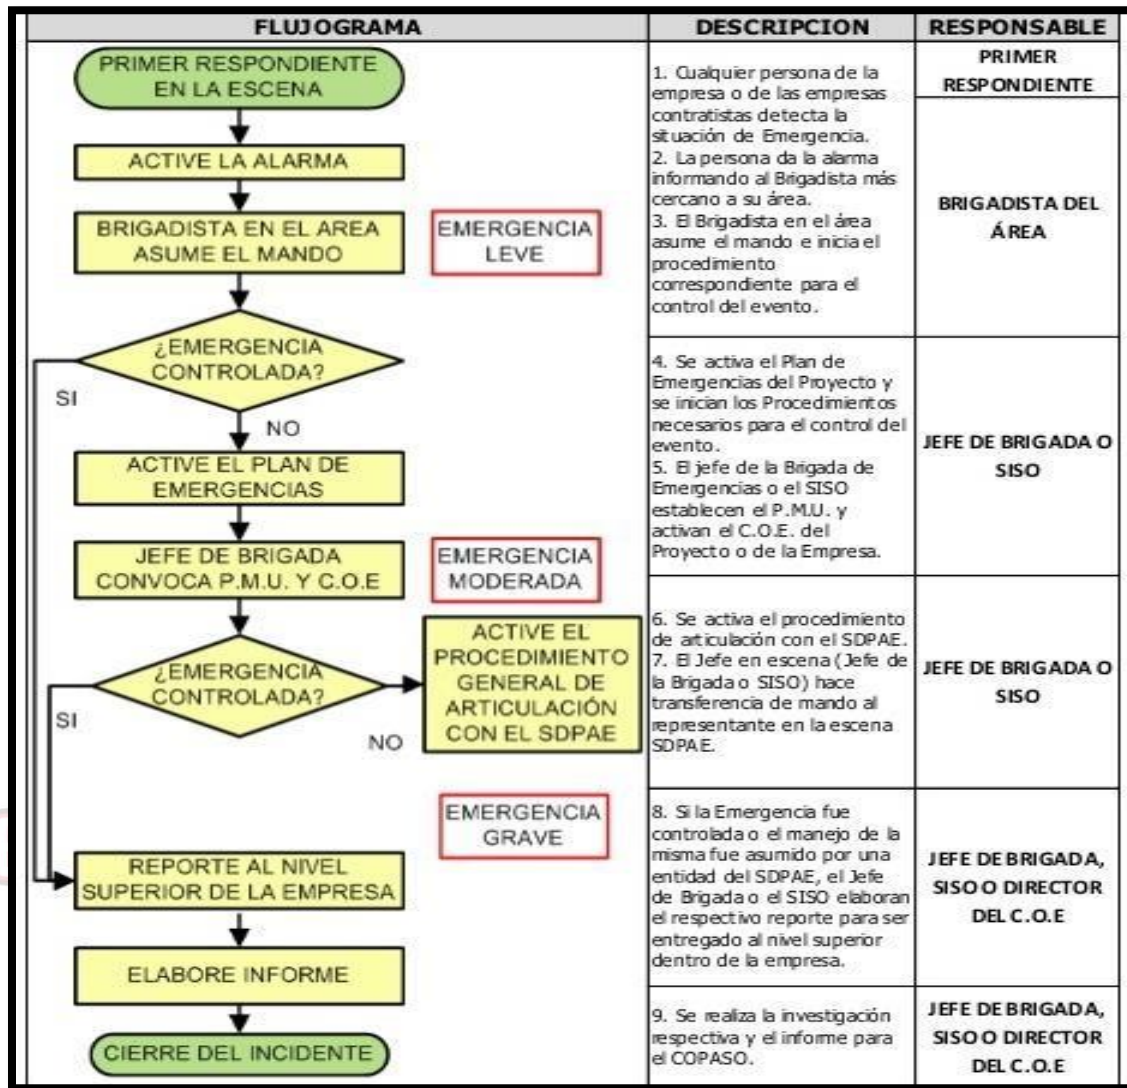 FLUJOGRAMA
DESCRIPCION
RESPONSABLE
PRIMER RESPONDIENTE
EN LA ESCENA
ACTIVE LA ALARMA
BRIGADISTA EN EL AREA
ASUME EL MANDO
EMERGENCIA
LEVE
¿EMERGENCIA
CONTROLADA?
SI
NO
ACTIVE EL PLAN DE
EMERGENCIAS
JEFE DE BRIGADA
CONVOCA P.M.U. Y C.O.E
EMERGENCIA
MODERADA
¿EMERGENCIA
CONTROLADA?
SI
NO
ACTIVE EL
PROCEDIMIENTO
GENERAL DE
ARTICULACIÓN
CON EL SDPAE
EMERGENCIA
GRAVE
REPORTE AL NIVEL
SUPERIOR DE LA EMPRESA
ELABORE INFORME
CIERRE DEL INCIDENTE
1. Cualquier persona de la
empresa o de las empresas
contratistas detecta la
situación de Emergencia.
2. La persona da la alarma
informando al Brigadista más
cercano a su área.
3. El Brigadista en el área
asume el mando e inicia el
procedimiento
correspondiente para el
control del evento.
4. Se activa el Plan de
Emergencias del Proyecto y
se inician los Procedimientos
necesarios para el control del
evento.
5. El jefe de la Brigada de
Emergencias o el SISO
establecen el P.M.U. y
activan el C.O.E. del
Proyecto o de la Empresa.
6. Se activa el procedimiento
de articulación con el SDPAE.
7. El Jefe en escena (Jefe de
la Brigada o SISO) hace
transferencia de mando al
representante en la escena
SDPAE.
8. Si la Emergencia fue
controlada o el manejo de la
misma fue asumido por una
entidad del SDPAE, el Jefe
de Brigada o el SISO elaboran
el respectivo reporte para ser
entregado al nivel superior
dentro de la empresa.
9. Se realiza la investigación
respectiva y el informe para
el COPASO.
PRIMER
RESPONDIENTE
BRIGADISTA DEL
ÁREA
JEFE DE BRIGADA O
SISO
JEFE DE BRIGADA O
SISO
JEFE DE BRIGADA,
SISO O DIRECTOR
DEL C.O.E
JEFE DE BRIGADA,
SISO O DIRECTOR
DEL C.O.E